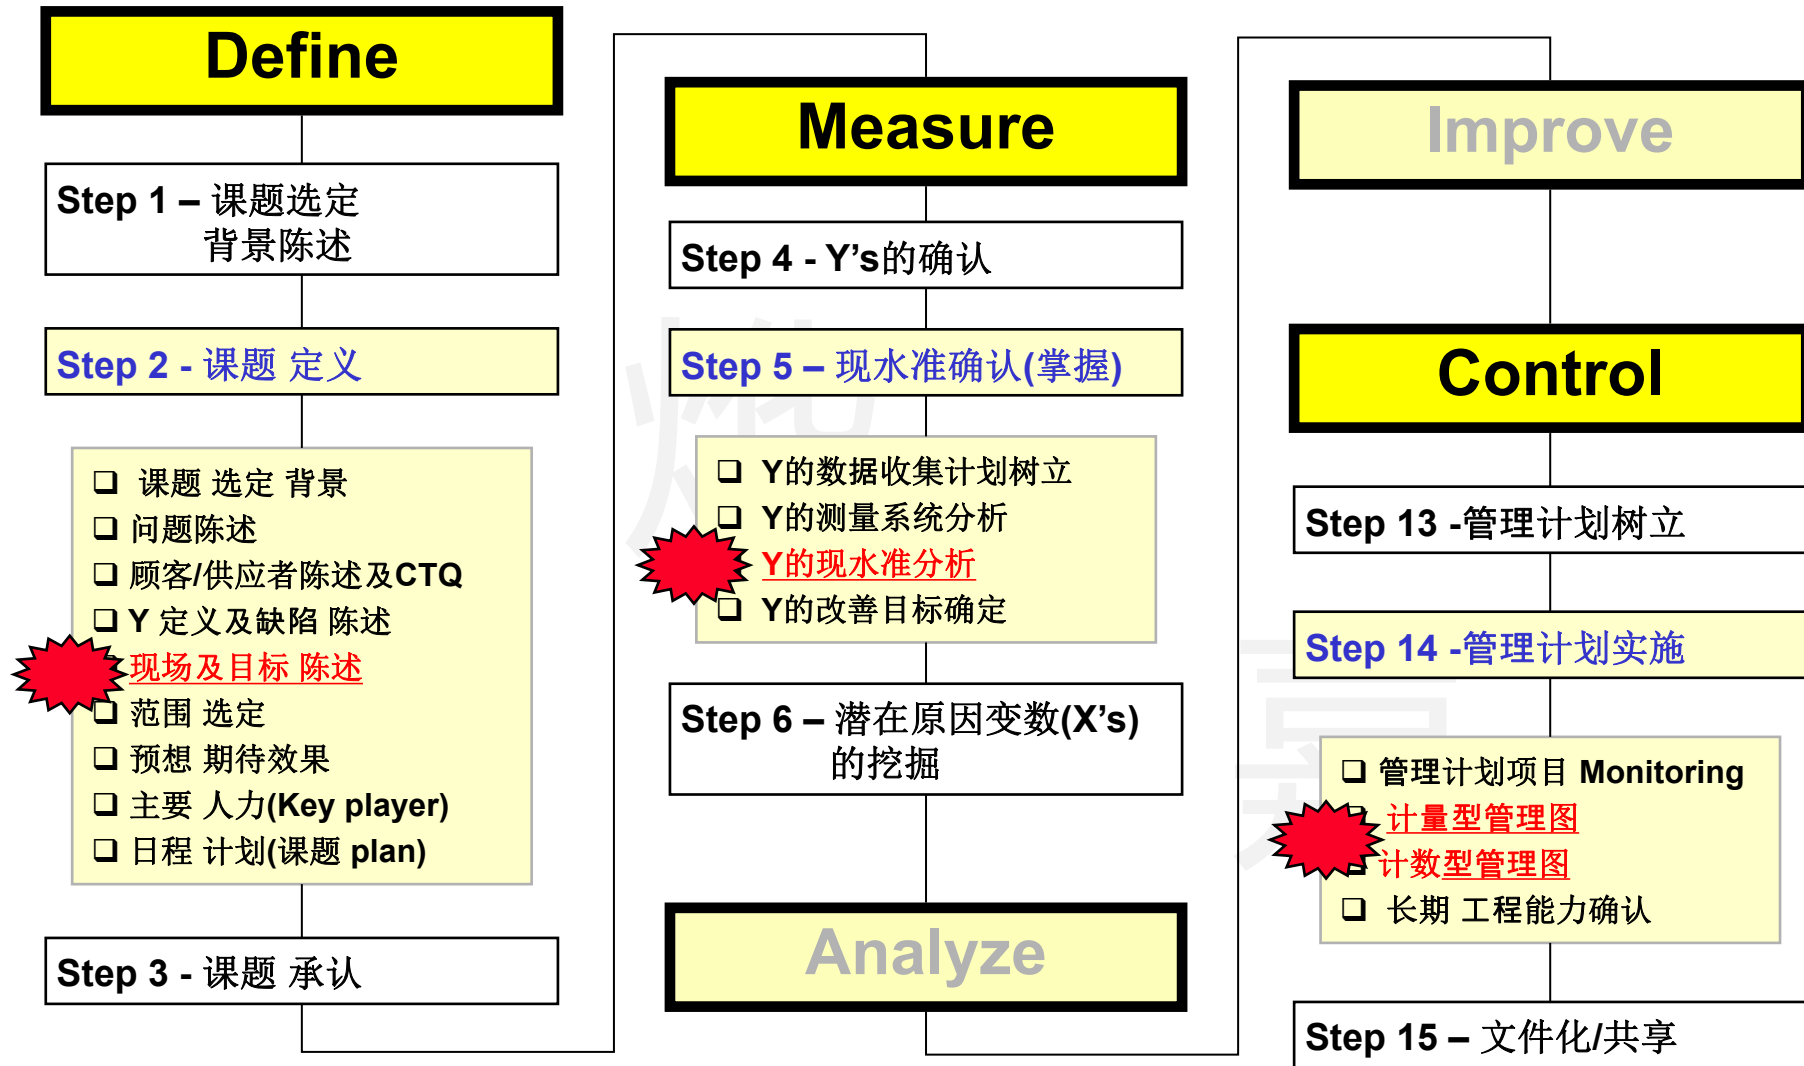 Define
Step 1 – 课题选定
背景陈述
Step 2 - 课题 定义
❑ 课题 选定 背景
❑ 问题陈述
❑ 顾客/供应者陈述及CTQ
❑ Y 定义及缺陷 陈述
现场及目标 陈述
❑ 范围 选定
❑ 预想 期待效果
❑ 主要 人力(Key player)
❑ 日程 计划(课题 plan)
Step 3 - 课题 承认
Measure
Step 4 - Y’s的确认
Step 5 – 现水准确认(掌握)
❑ Y的数据收集计划树立
❑ Y的测量系统分析
Y的现水准分析
❑ Y的改善目标确定
Step 6 – 潜在原因变数(X’s)
的挖掘
Analyze
Improve
Control
Step 13 -管理计划树立
Step 14 -管理计划实施
❑ 管理计划项目 Monitoring
计量型管理图
计数型管理图
❑ 长期 工程能力确认
Step 15 – 文件化/共享